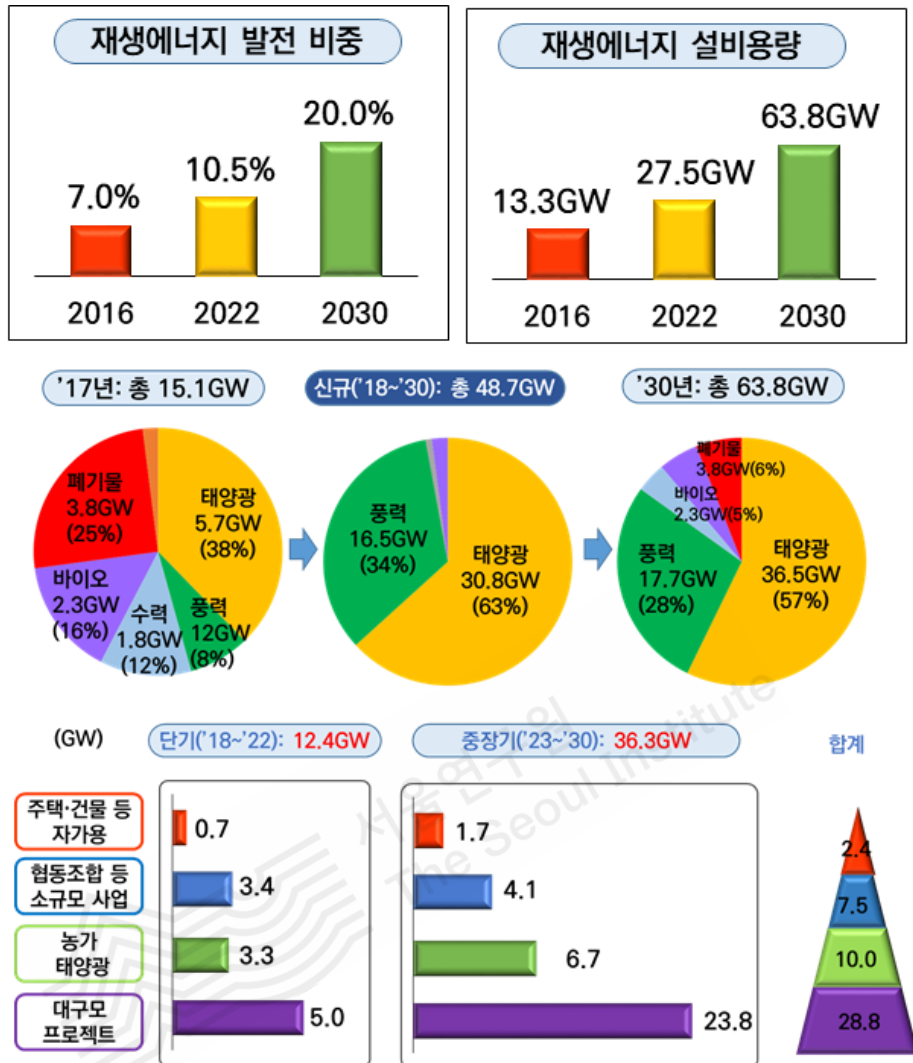 재생에너지 발전 비중
20.0%
10.5%
7.0%
2016 2022 2030
재생에너지 설비용량
63.8GW
27.5GW
13.3GW
2016 2022 2030
’17년: 총 15.1GW
폐기물
3.8GW
(25%)
태양광
5.7GW
(38%)
바이오
2.3GW
(16%)
수력
1.8GW
(12%)
풍력
12GW
(8%)
신규(’18~’30): 총 48.7GW
풍력
16.5GW
(34%)
태양광
30.8GW
(63%)
’30년: 총 63.8GW
폐기물
3.8GW(6%)
바이오
2.3GW(5%)
풍력
17.7GW
(28%)
태양광
36.5GW
(57%)
(GW)
단기(’18~’22): 12.4GW
중장기(’23~’30): 36.3GW
합계
주택·건물 등
자가용
0.7
1.7
2.4
협동조합 등
소규모 사업
3.4
4.1
7.5
농가
태양광
3.3
6.7
10.0
대구모
프로젝트
5.0
23.8
28.8
서울연구원
The Seoul Institute